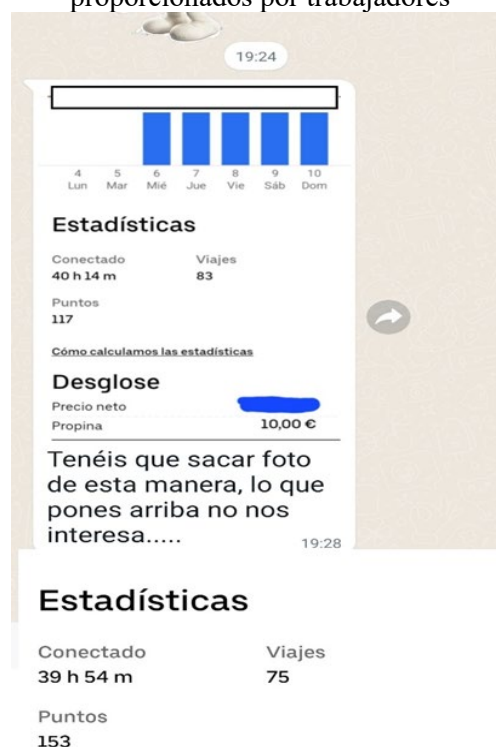 proporcionados por trabajadores
19:24
4 5 6 7 8 9 10
Lun Mar Mié Jue Vie Sáb Dom
Estadísticas
Conectado Viajes
40 h 14 m 83
Puntos
117
Cómo calculamos las estadísticas
Desglose
Precio neto
Propina 10,00 €
Tenéis que sacar foto
de esta manera, lo que
pones arriba no nos
interesa.....
19:28
Estadísticas
Conectado Viajes
39 h 54 m 75
Puntos
153